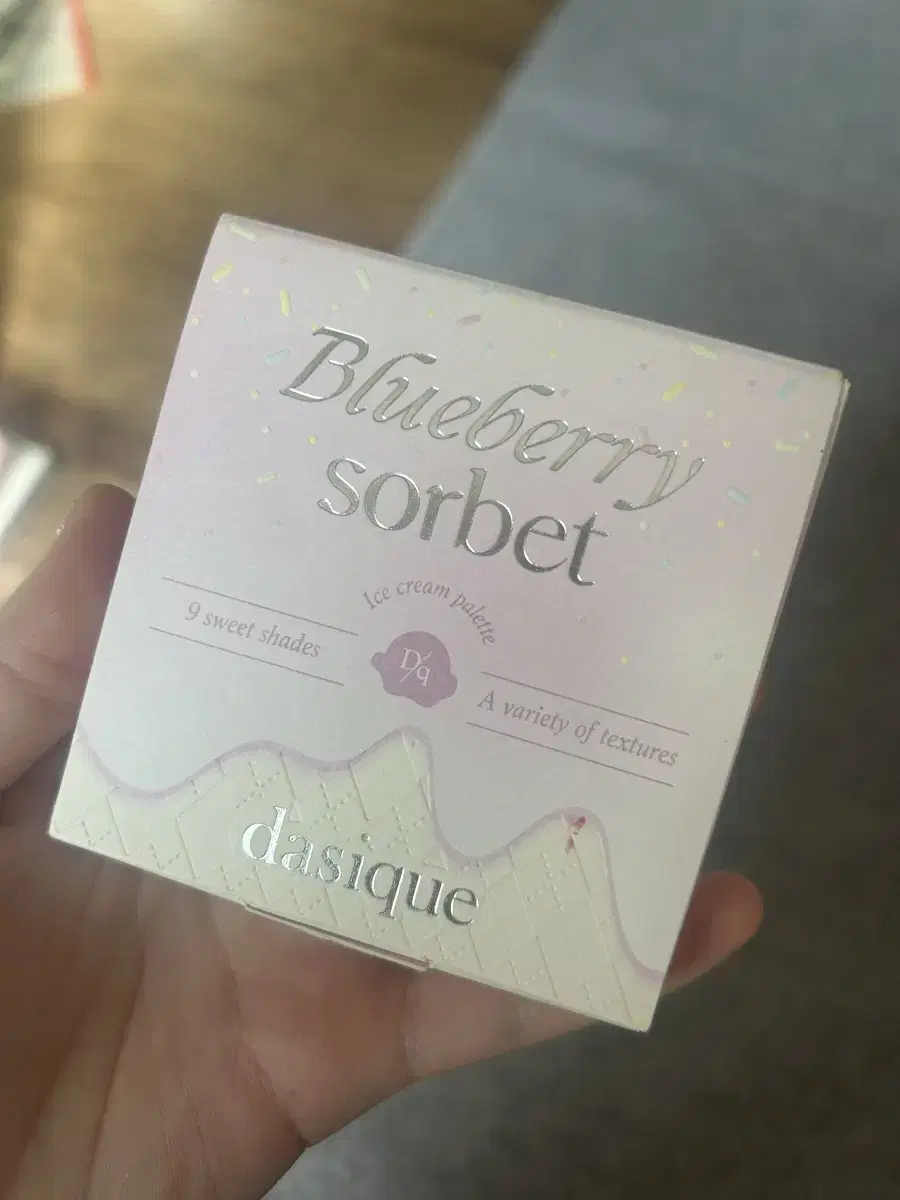 Blueberry
sorbet
Ice cream palette
9 sweet shades
D/q
A variety of textures
dasique